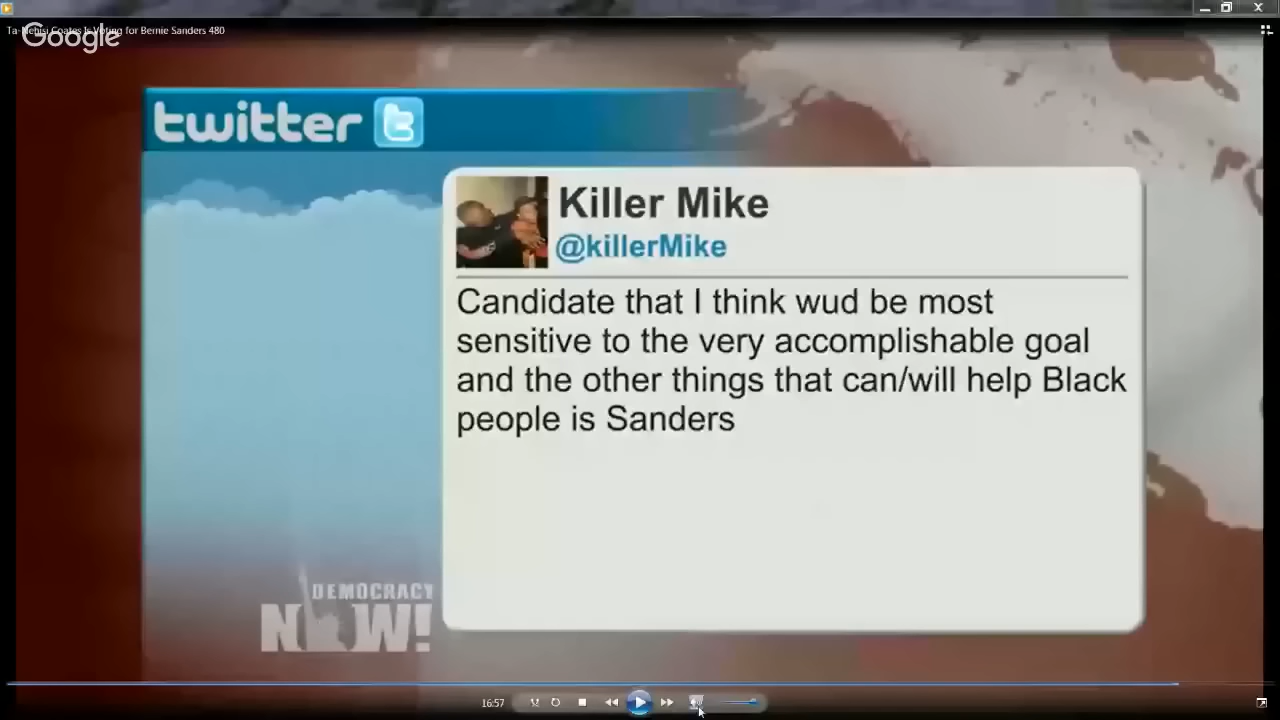 Ta-Nehisi Coates Is Voting for Bernie Sanders 480
Google
twitter
Killer Mike
@killerMike
Candidate that I think wud be most
sensitive to the very accomplishable goal
and the other things that can/will help Black
people is Sanders
DEMOCRACY
NOW!
16:57